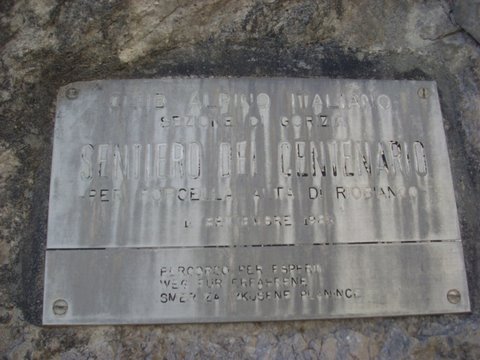 CLUB ALPINO ITALIANO
SEZIONE DI GORIZIA
SENTIERO DEL CENTENARIO
PER FORCELLA ALTA DI RIOBIANCO
SETTEMBRE
PERCORSO PER ESPERTI
WEG FÜR ERFAHRENE
SMER ZA IZKUŠENE PLANINCE